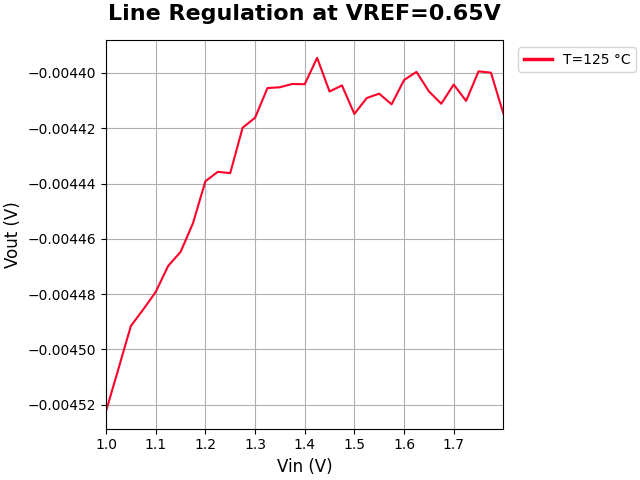 Line Regulation at VREF=0.65V
T=125 °C
Vout (V)
−0.00440
−0.00442
−0.00444
−0.00446
−0.00448
−0.00450
−0.00452
1.0 1.1 1.2 1.3 1.4 1.5 1.6 1.7
Vin (V)